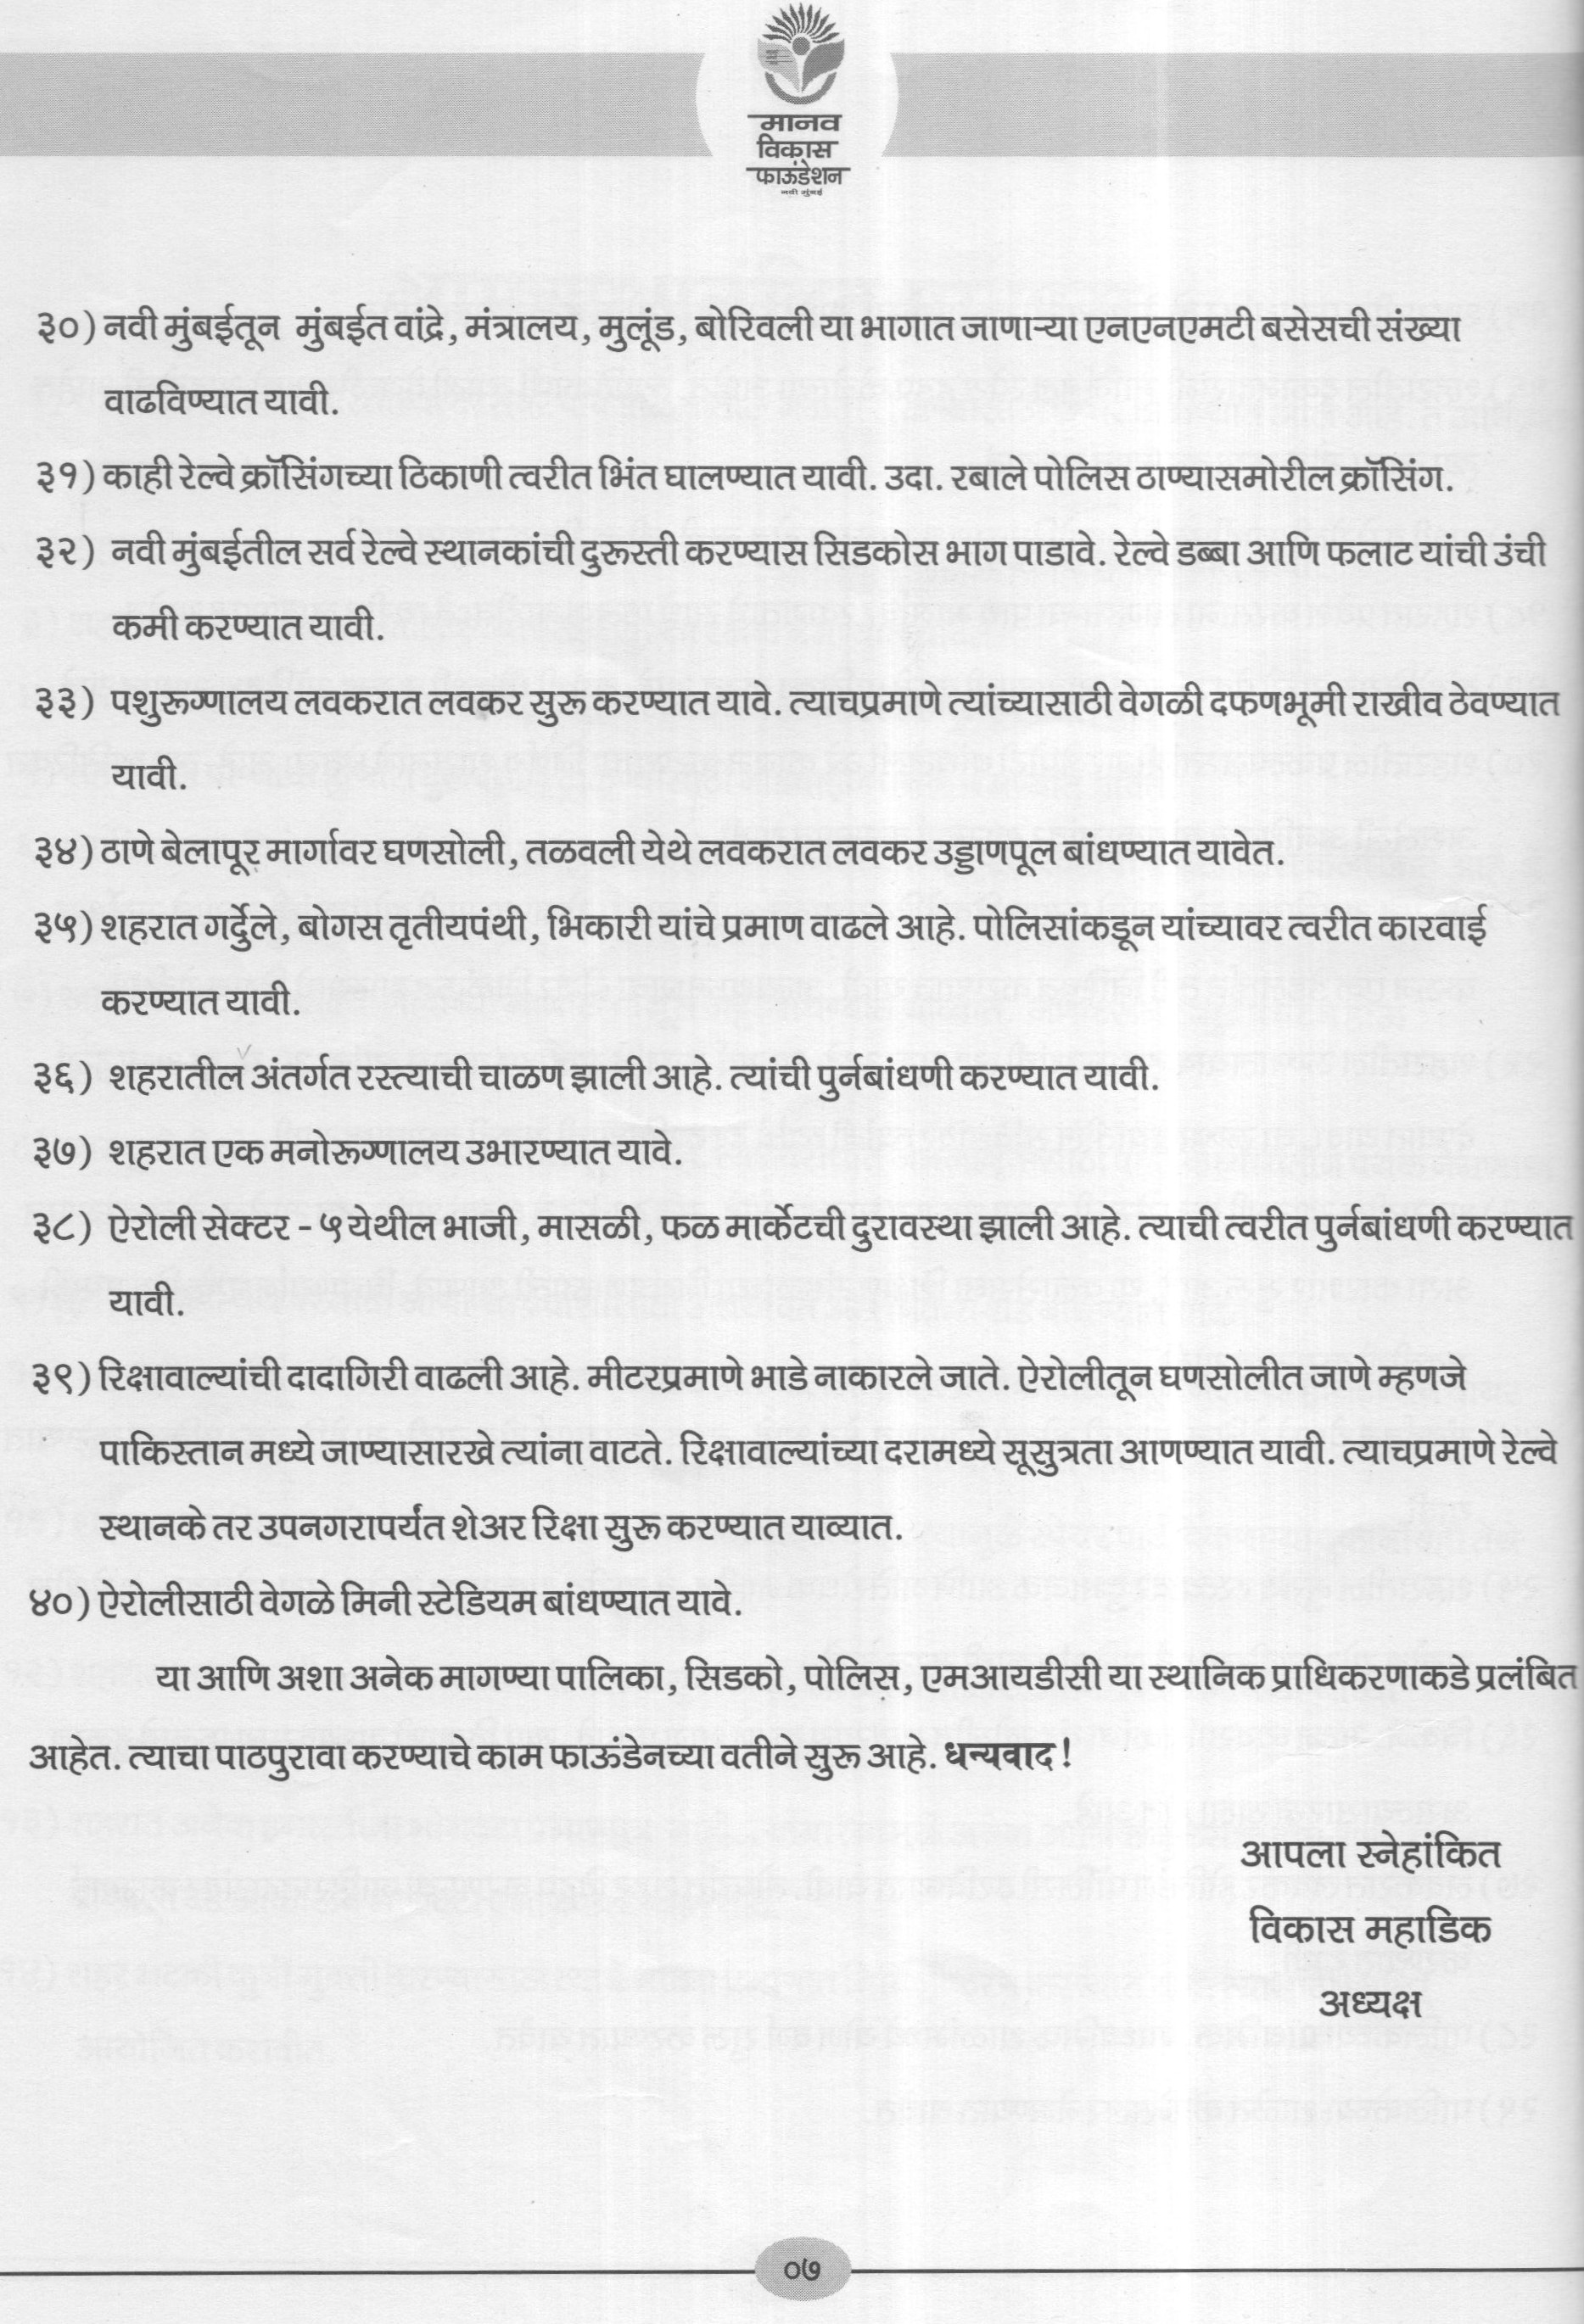 मानव
विकास
फाऊंडेशन
नवी मुंबई
३०) नवी मुंबईतून मुंबईत वांद्रे, मंत्रालय, मुलूंड, बोरिवली या भागात जाणाऱ्या एनएनएमटी बसेसची संख्या
वाढविण्यात यावी.
३१) काही रेल्वे क्रॉसिंगच्या ठिकाणी त्वरीत भिंत घालण्यात यावी. उदा. रबाले पोलिस ठाण्यासमोरील क्रॉसिंग.
३२) नवी मुंबईतील सर्व रेल्वे स्थानकांची दुरूस्ती करण्यास सिडकोस भाग पाडावे. रेल्वे डब्बा आणि फलाट यांची उंची
कमी करण्यात यावी.
३३) पशुरूग्णालय लवकरात लवकर सुरू करण्यात यावे. त्याचप्रमाणे त्यांच्यासाठी वेगळी दफणभूमी राखीव ठेवण्यात
यावी.
३४) ठाणे बेलापूर मार्गावर घणसोली, तळवली येथे लवकरात लवकर उड्डाणपूल बांधण्यात यावेत.
३५) शहरात गर्दुले, बोगस तृतीयपंथी, भिकारी यांचे प्रमाण वाढले आहे. पोलिसांकडून यांच्यावर त्वरीत कारवाई
करण्यात यावी.
३६) शहरातील अंतर्गत रस्त्याची चाळण झाली आहे. त्यांची पुर्नबांधणी करण्यात यावी.
३७) शहरात एक मनोरूग्णालय उभारण्यात यावे.
३८) ऐरोली सेक्टर - ५ येथील भाजी, मासळी, फळ मार्केटची दुरावस्था झाली आहे. त्याची त्वरीत पुर्नबांधणी करण्यात
यावी.
३९) रिक्षावाल्यांची दादागिरी वाढली आहे. मीटरप्रमाणे भाडे नाकारले जाते. ऐरोलीतून घणसोलीत जाणे म्हणजे
पाकिस्तान मध्ये जाण्यासारखे त्यांना वाटते. रिक्षावाल्यांच्या दरामध्ये सूसुत्रता आणण्यात यावी. त्याचप्रमाणे रेल्वे
स्थानके तर उपनगरापर्यंत शेअर रिक्षा सुरू करण्यात याव्यात.
४०) ऐरोलीसाठी वेगळे मिनी स्टेडियम बांधण्यात यावे.
या आणि अशा अनेक मागण्या पालिका, सिडको, पोलिस, एमआयडीसी या स्थानिक प्राधिकरणाकडे प्रलंबित
आहेत. त्याचा पाठपुरावा करण्याचे काम फाऊंडेनच्या वतीने सुरू आहे. धन्यवाद !
आपला स्नेहांकित
विकास महाडिक
अध्यक्ष
०७